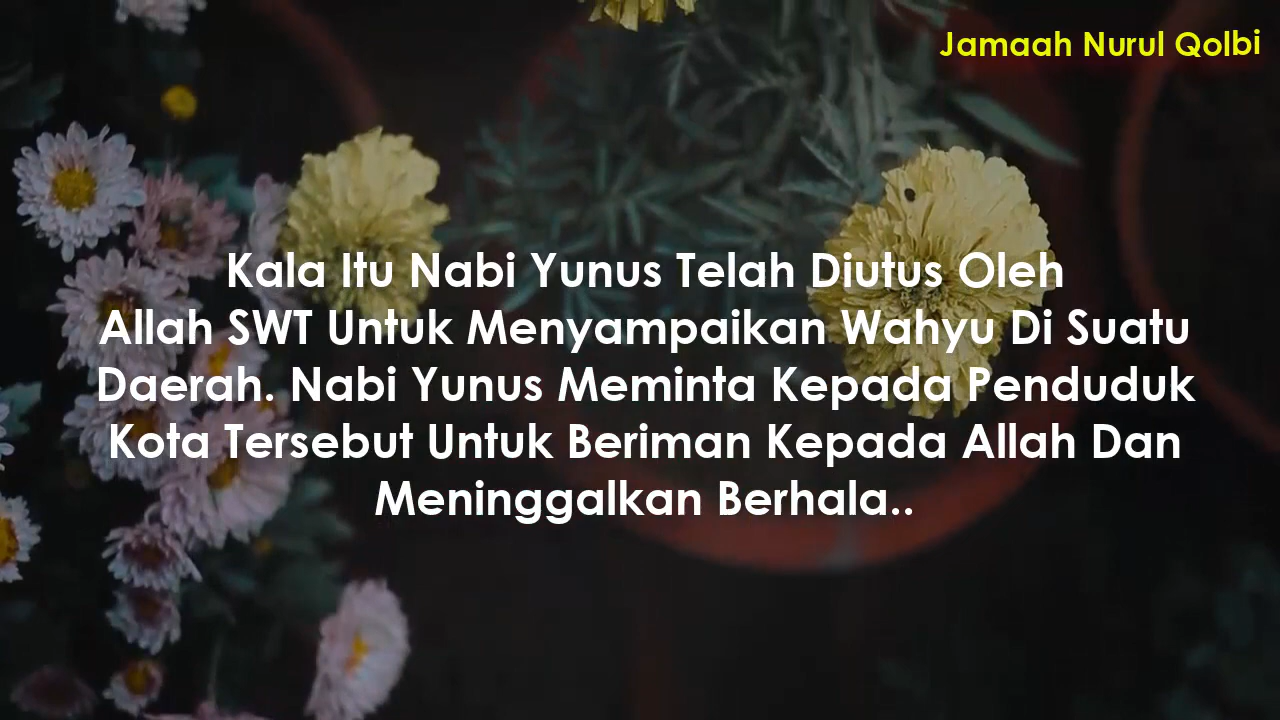 Jamaah Nurul Qolbi
Kala Itu Nabi Yunus Telah Diutus Oleh
Allah SWT Untuk Menyampaikan Wahyu Di Suatu
Daerah. Nabi Yunus Meminta Kepada Penduduk
Kota Tersebut Untuk Beriman Kepada Allah Dan
Meninggalkan Berhala..